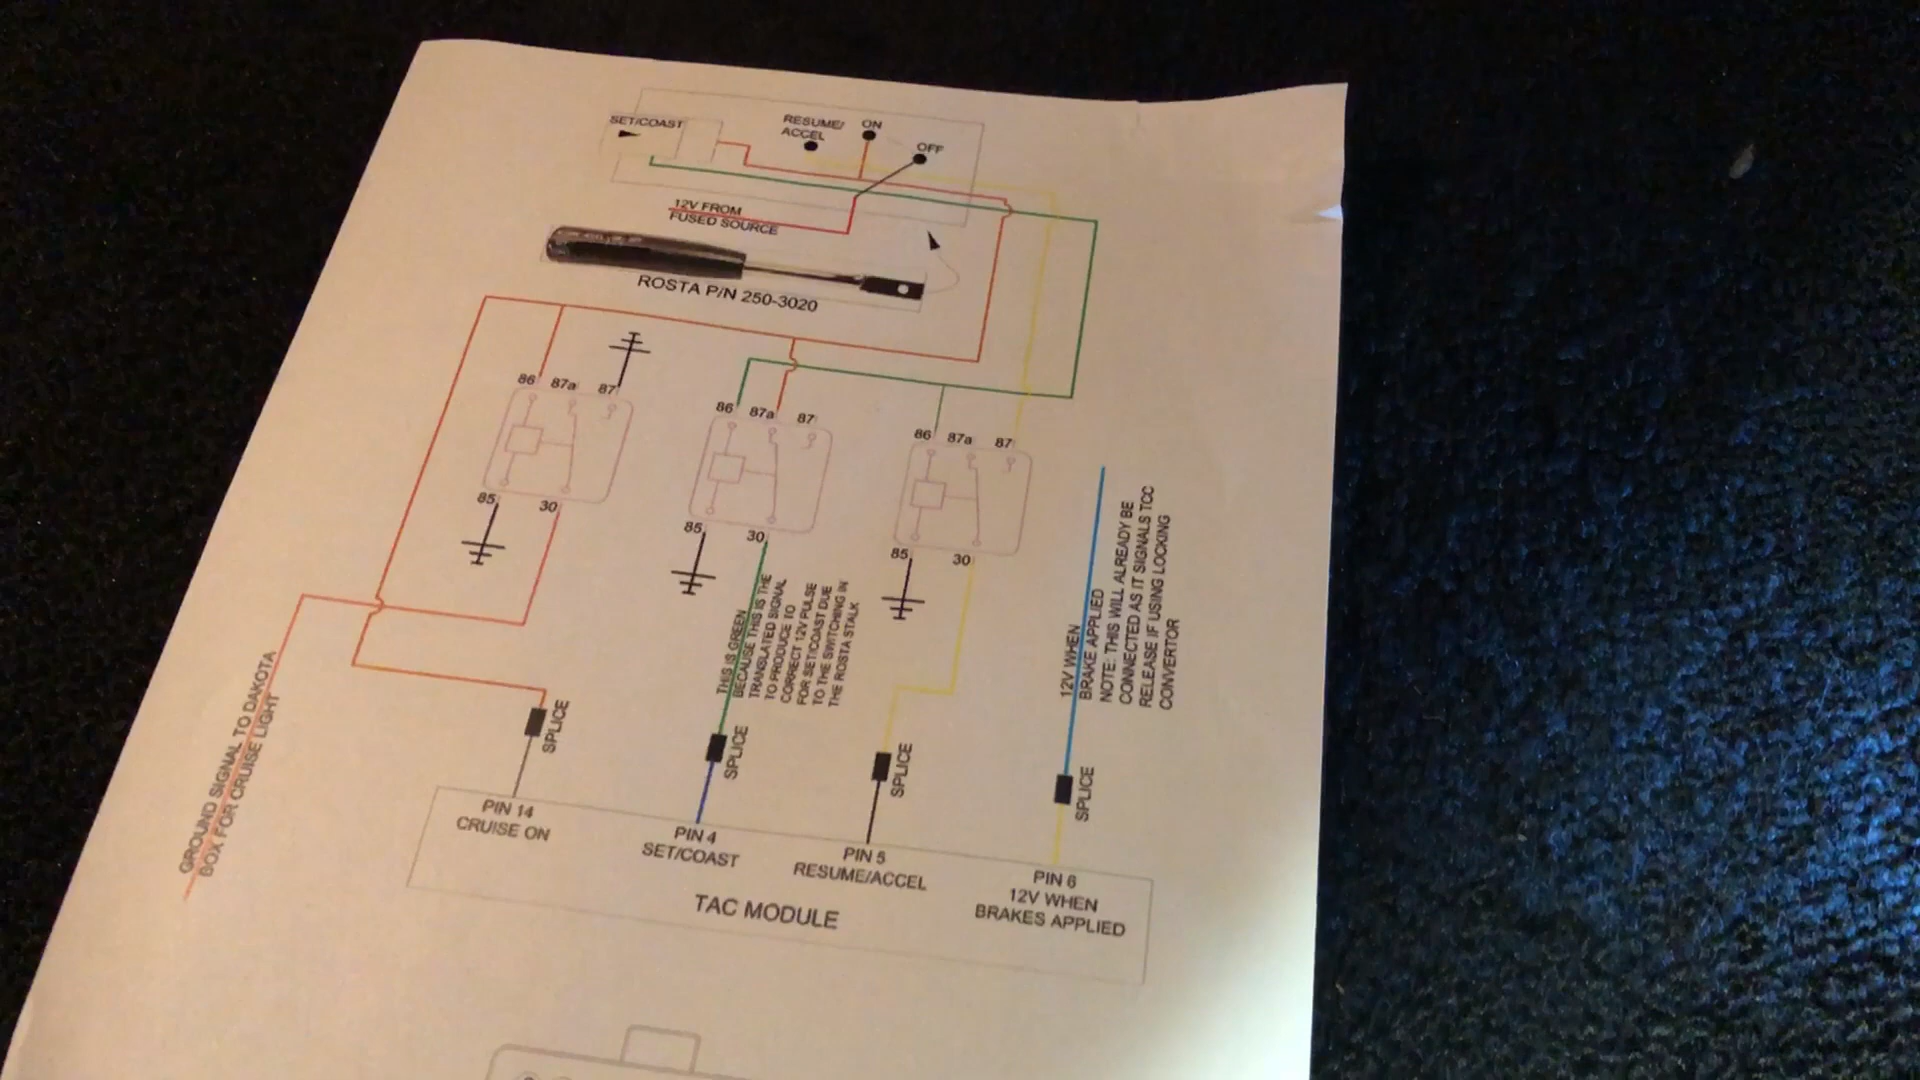 SET/COAST
RESUME/
ACCEL
ON
OFF
12V FROM
FUSED SOURCE
ROSTA P/N 250-3020
86 87a 87
85 30
86 87a 87
85 30
86 87a 87
85 30
GROUND SIGNAL TO DAKOTA
BOX FOR CRUISE LIGHT
THIS IS GREEN
BECAUSE THIS IS THE
TRANSLATED SIGNAL
TO PRODUCE TO
CORRECT 12V PULSE
FOR SET/COAST DUE
TO THE SWITCHING IN
THE ROSTA STALK
12V WHEN
BRAKE APPLIED
NOTE: THIS WILL ALREADY BE
CONNECTED AS IT SIGNALS TCC
RELEASE IF USING LOCKING
CONVERTOR
SPLICE
SPLICE
SPLICE
SPLICE
PIN 14
CRUISE ON
PIN 4
SET/COAST
PIN 5
RESUME/ACCEL
PIN 6
12V WHEN
BRAKES APPLIED
TAC MODULE